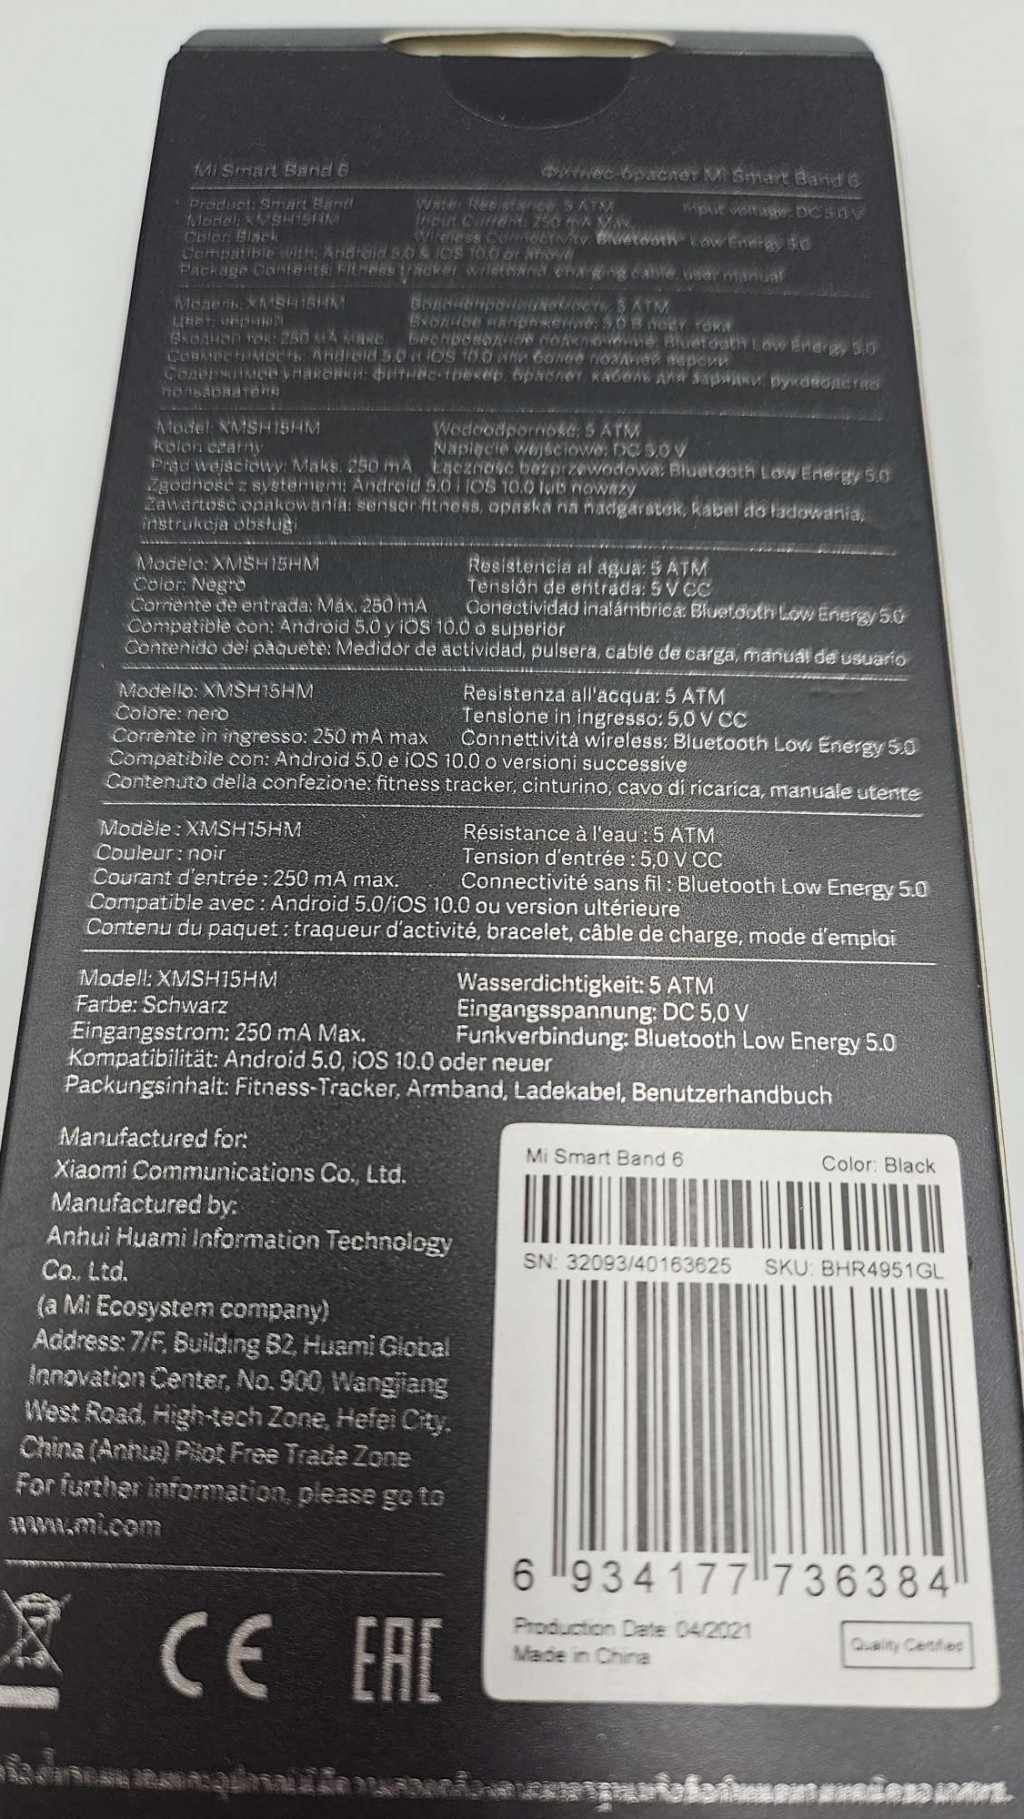 Mi Smart Band 6
Фитнес-браслет Mi Smart Band 6
Product: Smart Band Water Resistance: 5 ATM Input voltage: DC 5.0 V
Model: XMSH15HM Input Current: 250 mA Max.
Color: Black Wireless Connectivity: Bluetooth® Low Energy 5.0
Compatible with: Android 5.0 & iOS 10.0 or above
Package Contents: Fitness tracker, wristband, charging cable, user manual
Модель: XMSH15HM Водонепроницаемость: 5 ATM
Цвет: черный Входное напряжение: 5,0 В пост. тока
Входной ток: 250 мА макс. Беспроводное подключение: Bluetooth Low Energy 5.0
Совместимость: Android 5.0 и iOS 10.0 или более поздней версии
Содержимое упаковки: фитнес-трекер, браслет, кабель для зарядки, руководство
пользователя
Model: XMSH15HM Wodoodporność: 5 ATM
Kolor: czarny Napięcie wejściowe: DC 5,0 V
Prąd wejściowy: Maks. 250 mA Łączność bezprzewodowa: Bluetooth Low Energy 5.0
Zgodność z systemem: Android 5.0 i iOS 10.0 lub nowszy
Zawartość opakowania: sensor fitness, opaska na nadgarstek, kabel do ładowania,
instrukcja obsługi
Modelo: XMSH15HM Resistencia al agua: 5 ATM
Color: Negro Tensión de entrada: 5 V CC
Corriente de entrada: Máx. 250 mA Conectividad inalámbrica: Bluetooth Low Energy 5.0
Compatible con: Android 5.0 y iOS 10.0 o superior
Contenido del paquete: Medidor de actividad, pulsera, cable de carga, manual de usuario
Modello: XMSH15HM Resistenza all'acqua: 5 ATM
Colore: nero Tensione in ingresso: 5,0 V CC
Corrente in ingresso: 250 mA max Connettività wireless: Bluetooth Low Energy 5.0
Compatibile con: Android 5.0 e iOS 10.0 o versioni successive
Contenuto della confezione: fitness tracker, cinturino, cavo di ricarica, manuale utente
Modèle : XMSH15HM Résistance à l'eau : 5 ATM
Couleur : noir Tension d'entrée : 5,0 V CC
Courant d'entrée : 250 mA max. Connectivité sans fil : Bluetooth Low Energy 5.0
Compatible avec : Android 5.0/iOS 10.0 ou version ultérieure
Contenu du paquet : traqueur d'activité, bracelet, câble de charge, mode d'emploi
Modell: XMSH15HM Wasserdichtigkeit: 5 ATM
Farbe: Schwarz Eingangsspannung: DC 5,0 V
Eingangsstrom: 250 mA Max. Funkverbindung: Bluetooth Low Energy 5.0
Kompatibilität: Android 5.0, iOS 10.0 oder neuer
Packungsinhalt: Fitness-Tracker, Armband, Ladekabel, Benutzerhandbuch
Manufactured for:
Xiaomi Communications Co., Ltd.
Manufactured by:
Anhui Huami Information Technology
Co., Ltd.
(a Mi Ecosystem company)
Address: 7/F, Building B2, Huami Global
Innovation Center, No. 900, Wangjiang
West Road, High-tech Zone, Hefei City,
China (Anhui) Pilot Free Trade Zone
For further information, please go to
www.mi.com
CE EAC
Mi Smart Band 6 Color: Black
SN: 32093/40163625 SKU: BHR4951GL
6 934177 736384
Production Date: 04/2021
Made in China
Quality Certified